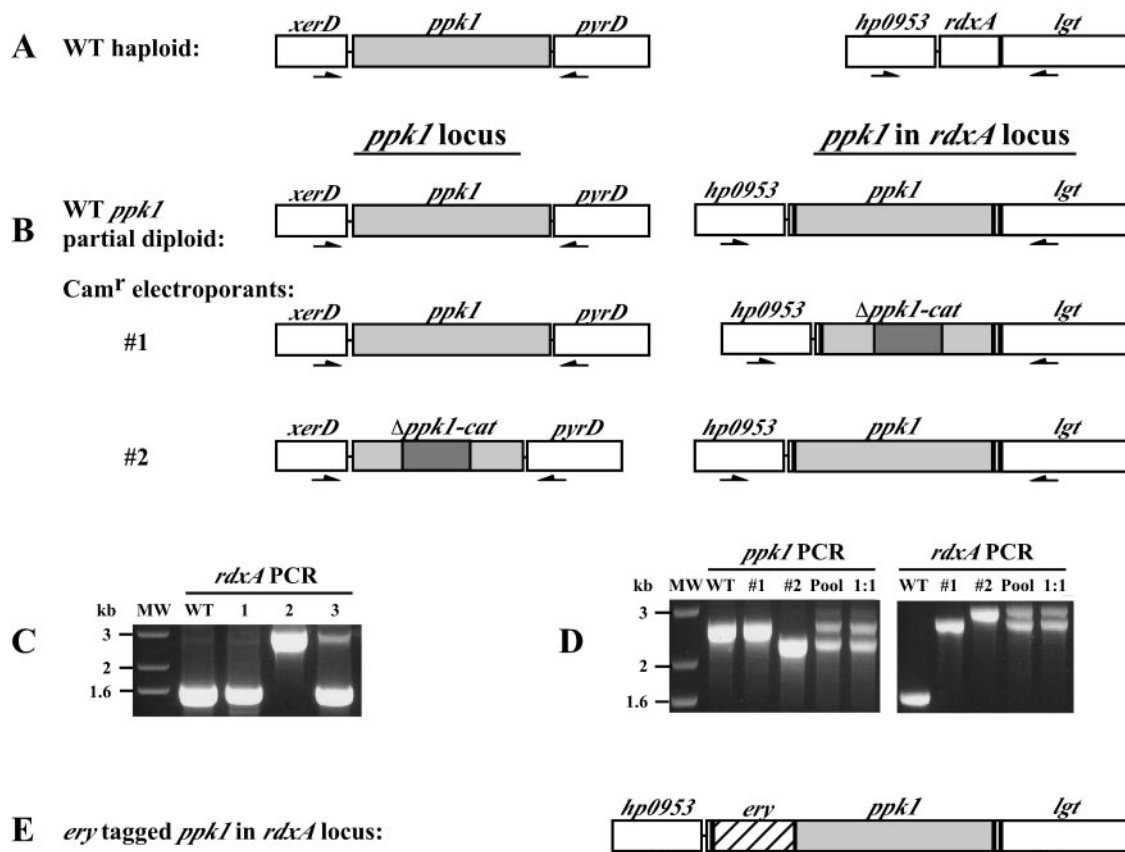 xerD ppk1 pyrD hp0953 rdxA lgt
A WT haploid:
ppk1 locus ppk1 in rdxA locus
xerD ppk1 pyrD hp0953 ppk1 lgt
B WT ppk1
partial diploid:
Camʳ electroporants:
xerD ppk1 pyrD hp0953 Δppk1-cat lgt
#1
xerD Δppk1-cat pyrD hp0953 ppk1 lgt
#2
C
rdxA PCR
kb MW WT 1 2 3
3
2
1.6
D
ppk1 PCR rdxA PCR
kb MW WT #1 #2 Pool 1:1 WT #1 #2 Pool 1:1
3
2
1.6
hp0953 ery ppk1 lgt
E ery tagged ppk1 in rdxA locus: